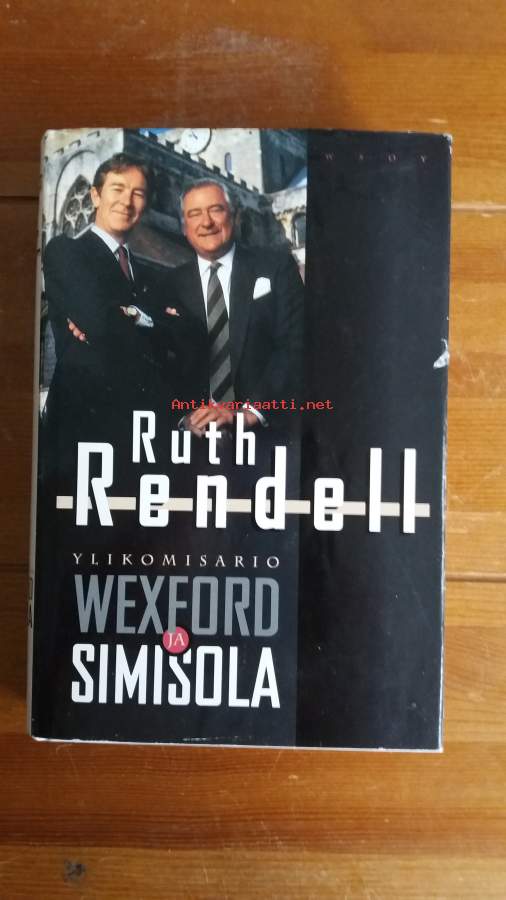 WSOY
Antikvariaatti.net
Ruth
Rendell
YLIKOMISARIO
WEXFORD
JA
SIMISOLA